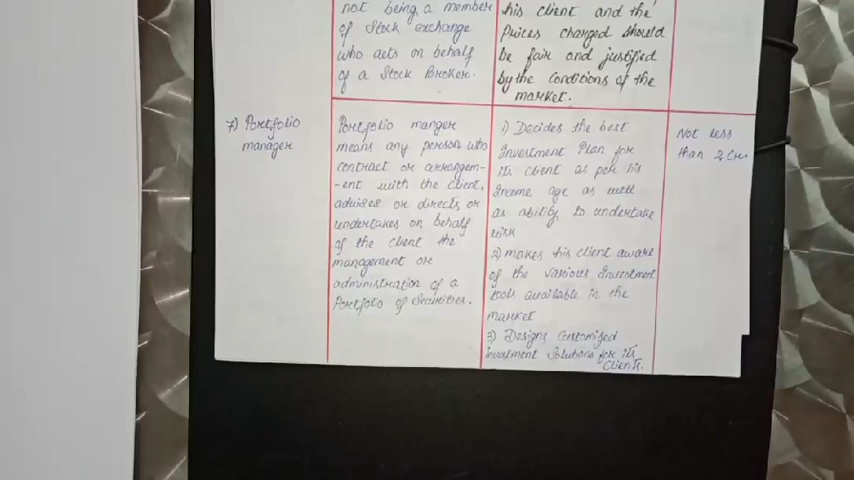 not being a member
of Stock exchange
who acts on behalf
of a Stock Broker.
his client and the
Prices charged should
be fair and justified
by the conditions of the
market.
7) Portfolio
manager
Portfolio manger
means any person who
contract or arrangem-
-ent with the client,
advises or directs or
undertakes on behalf
of the client the
management or
administration of a
Portfolio of Securities.
1) Decides the best
Investment Plan for
its client as per his
Income age as well
as ability to undertake
risk
2) makes his client aware
of the various Investment
tools available in the
market
3) Designs Customized
Investment Solutions for its
Clients.
Not less
than 2 Cr.